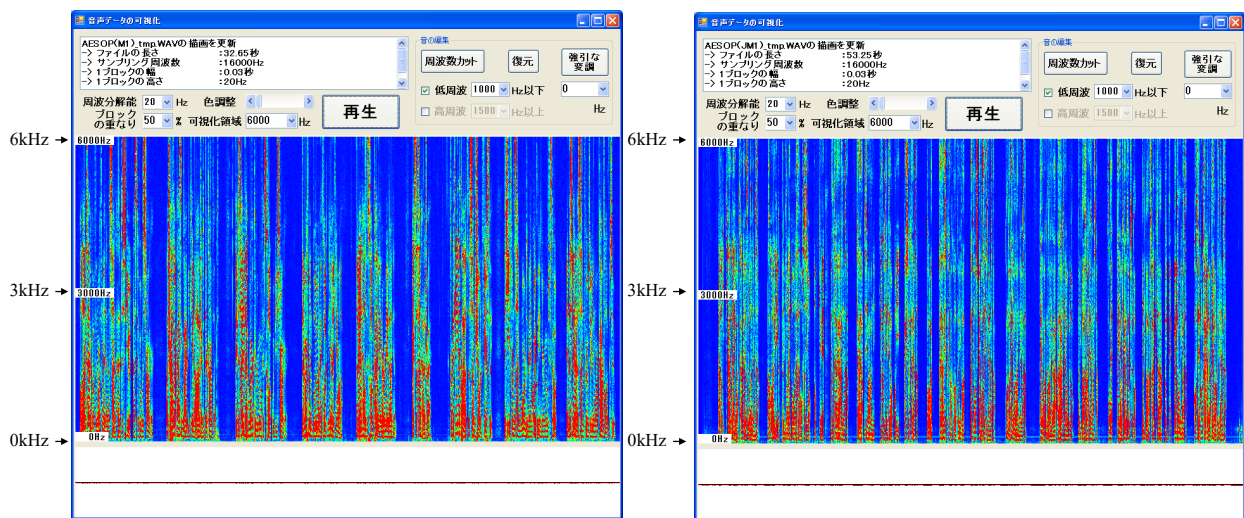 音声データの可視化
AESOP(M1)_tmp.WAVの描画を更新
-> ファイルの長さ :32.65秒
-> サンプリング周波数 :16000Hz
-> 1ブロックの幅 :0.03秒
-> 1ブロックの高さ :20Hz
音の編集
周波数カット 復元 強引な変調
低周波 1000 Hz以下 0
高周波 1500 Hz以上 Hz
周波分解能 20 Hz 色調整
ブロックの重なり 50 % 可視化領域 6000 Hz
再生
6kHz
6000Hz
3kHz
3000Hz
0kHz
0Hz
音声データの可視化
AESOP(JM1)_tmp.WAVの描画を更新
-> ファイルの長さ :53.25秒
-> サンプリング周波数 :16000Hz
-> 1ブロックの幅 :0.03秒
-> 1ブロックの高さ :20Hz
音の編集
周波数カット 復元 強引な変調
低周波 1000 Hz以下 0
高周波 1500 Hz以上 Hz
周波分解能 20 Hz 色調整
ブロックの重なり 50 % 可視化領域 6000 Hz
再生
6kHz
6000Hz
3kHz
3000Hz
0kHz
0Hz